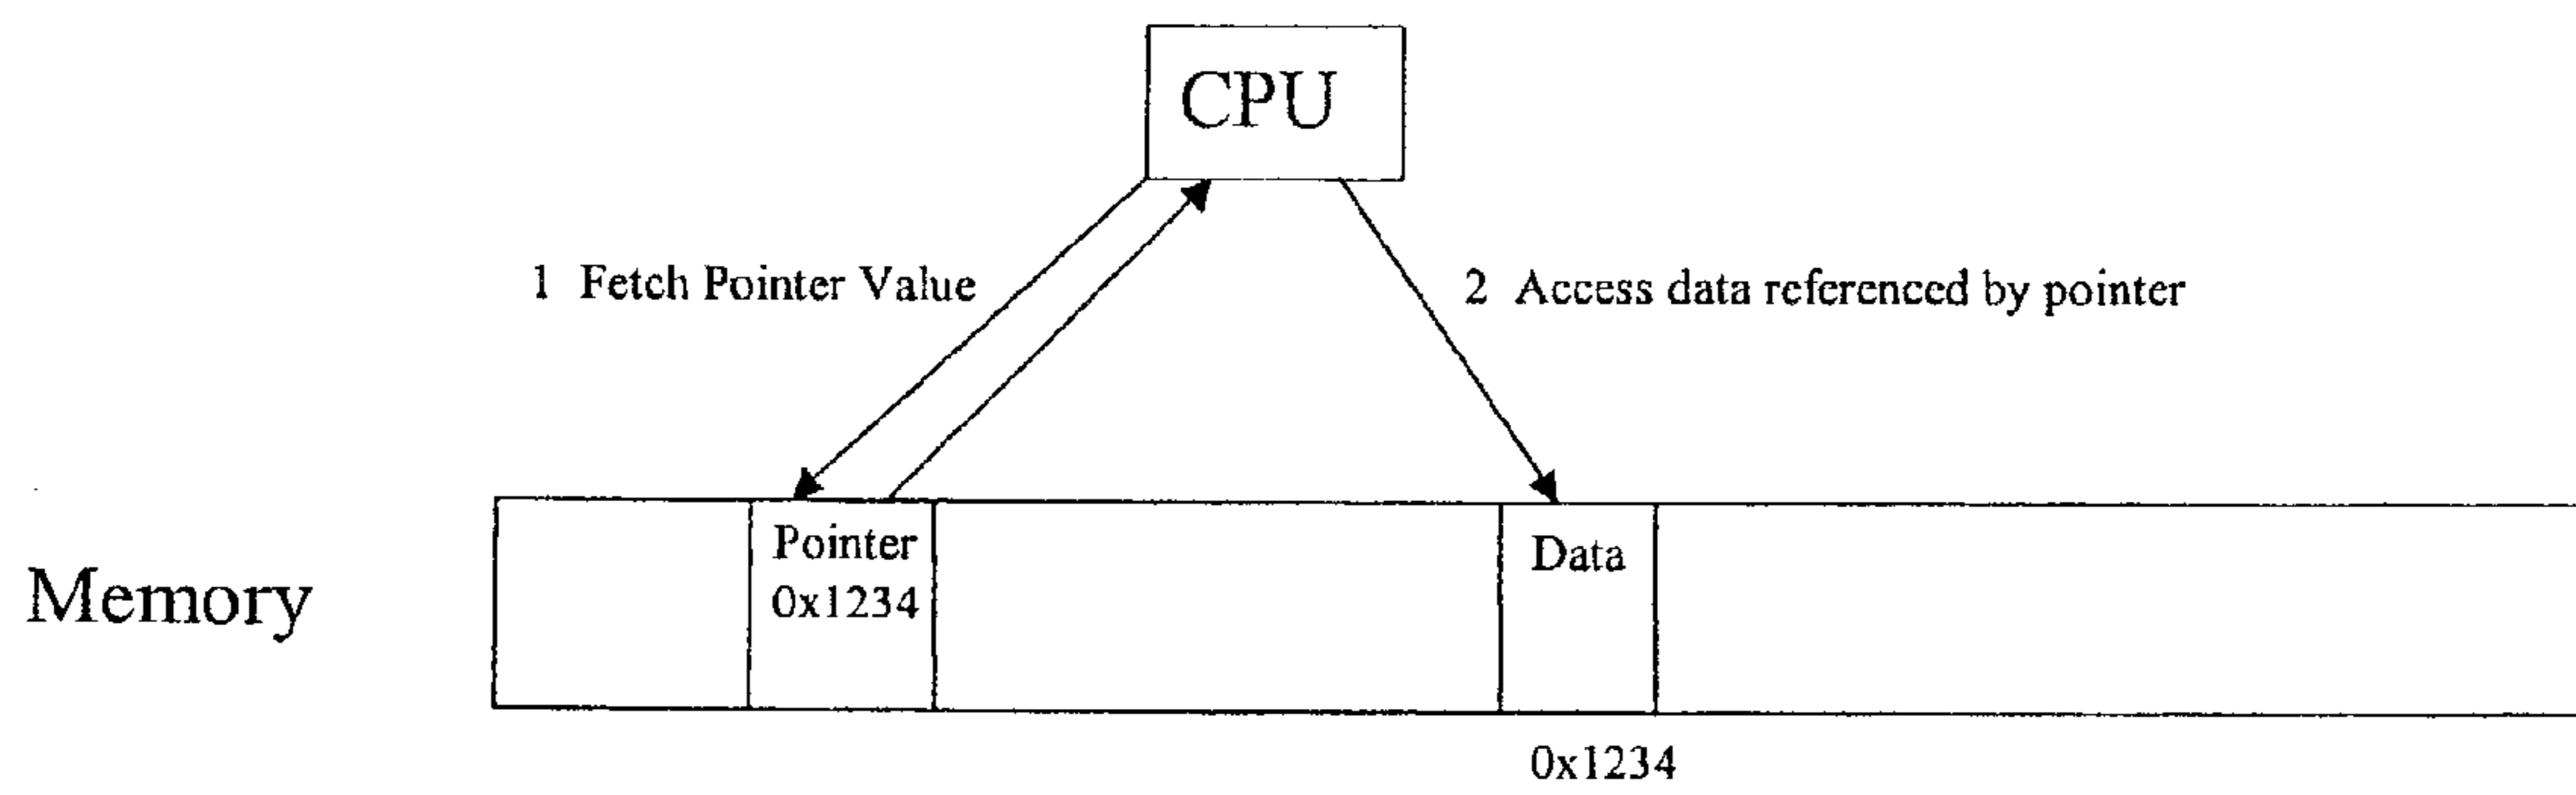 CPU
1 Fetch Pointer Value
2 Access data referenced by pointer
Memory
Pointer
0x1234
Data
0x1234